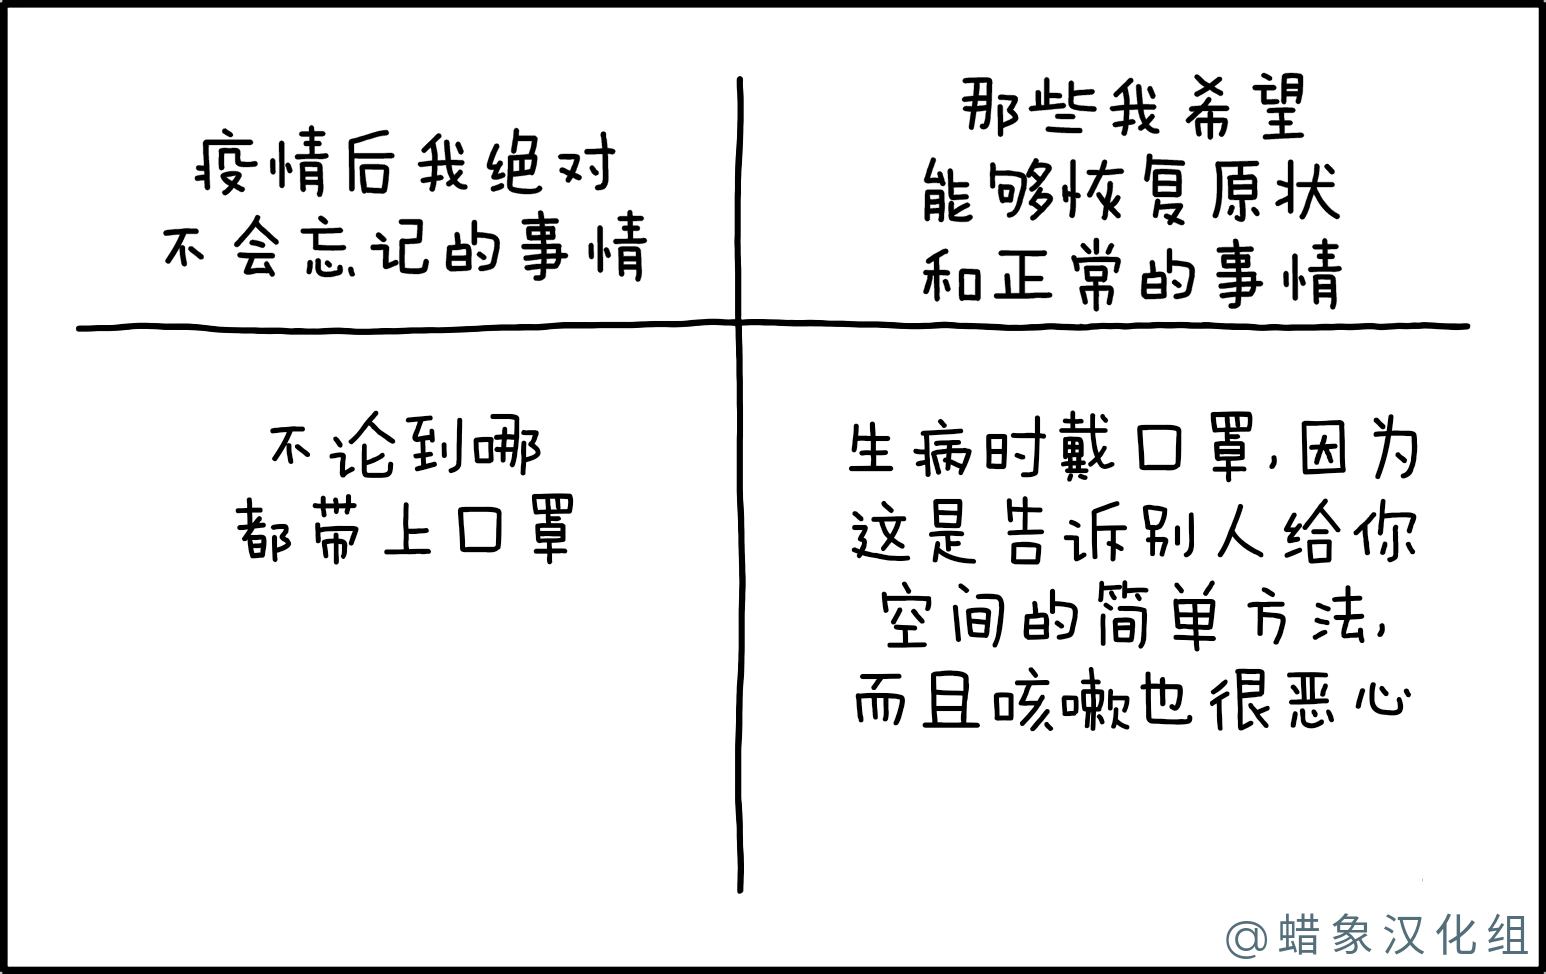 疫情后我绝对
不会忘记的事情
那些我希望
能够恢复原状
和正常的事情
不论到哪
都带上口罩
生病时戴口罩,因为
这是告诉别人给你
空间的简单方法,
而且咳嗽也很恶心
@蜡象汉化组